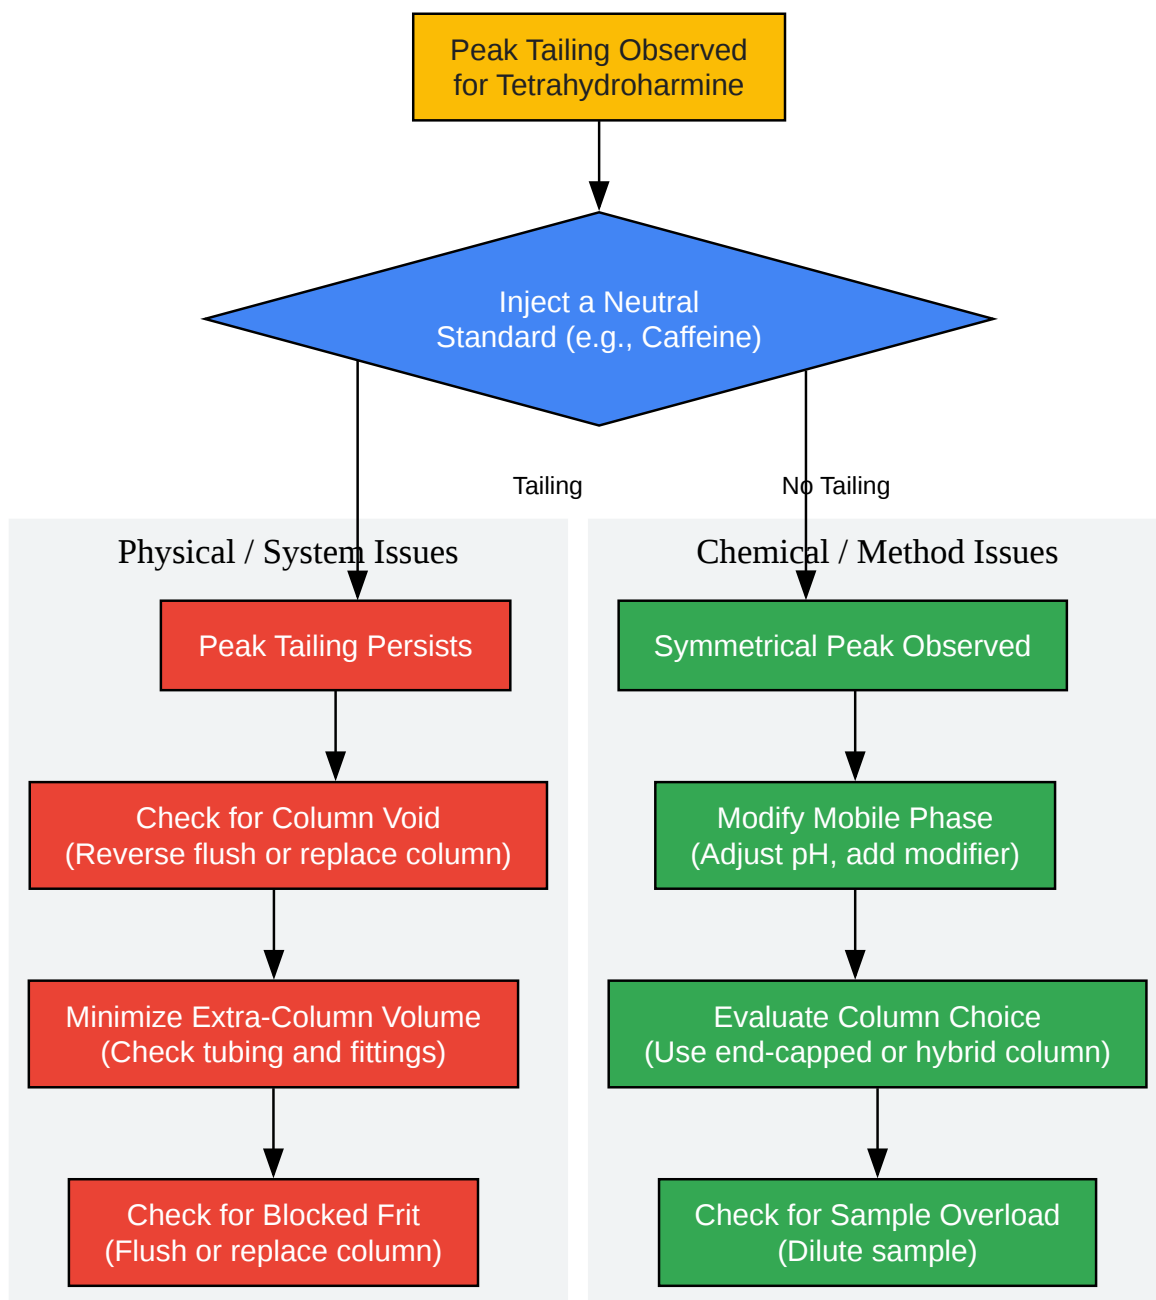 Peak Tailing Observed
for Tetrahydroharmine
Inject a Neutral
Standard (e.g., Caffeine)
Tailing
No Tailing
Physical / System Issues
Peak Tailing Persists
Check for Column Void
(Reverse flush or replace column)
Minimize Extra-Column Volume
(Check tubing and fittings)
Check for Blocked Frit
(Flush or replace column)
Chemical / Method Issues
Symmetrical Peak Observed
Modify Mobile Phase
(Adjust pH, add modifier)
Evaluate Column Choice
(Use end-capped or hybrid column)
Check for Sample Overload
(Dilute sample)